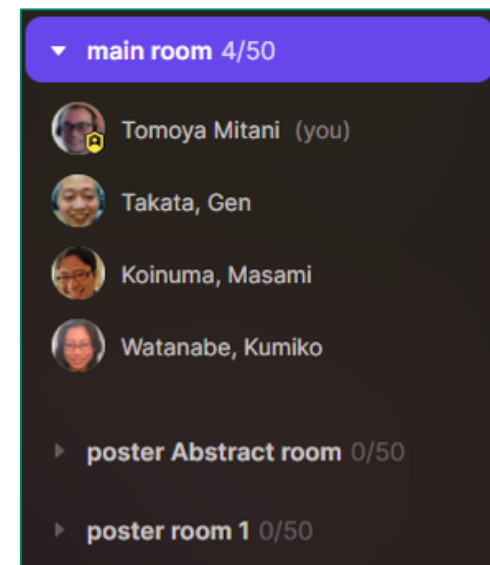 main room 4/50
Tomoya Mitani (you)
Takata, Gen
Koinuma, Masami
Watanabe, Kumiko
poster Abstract room 0/50
poster room 1 0/50